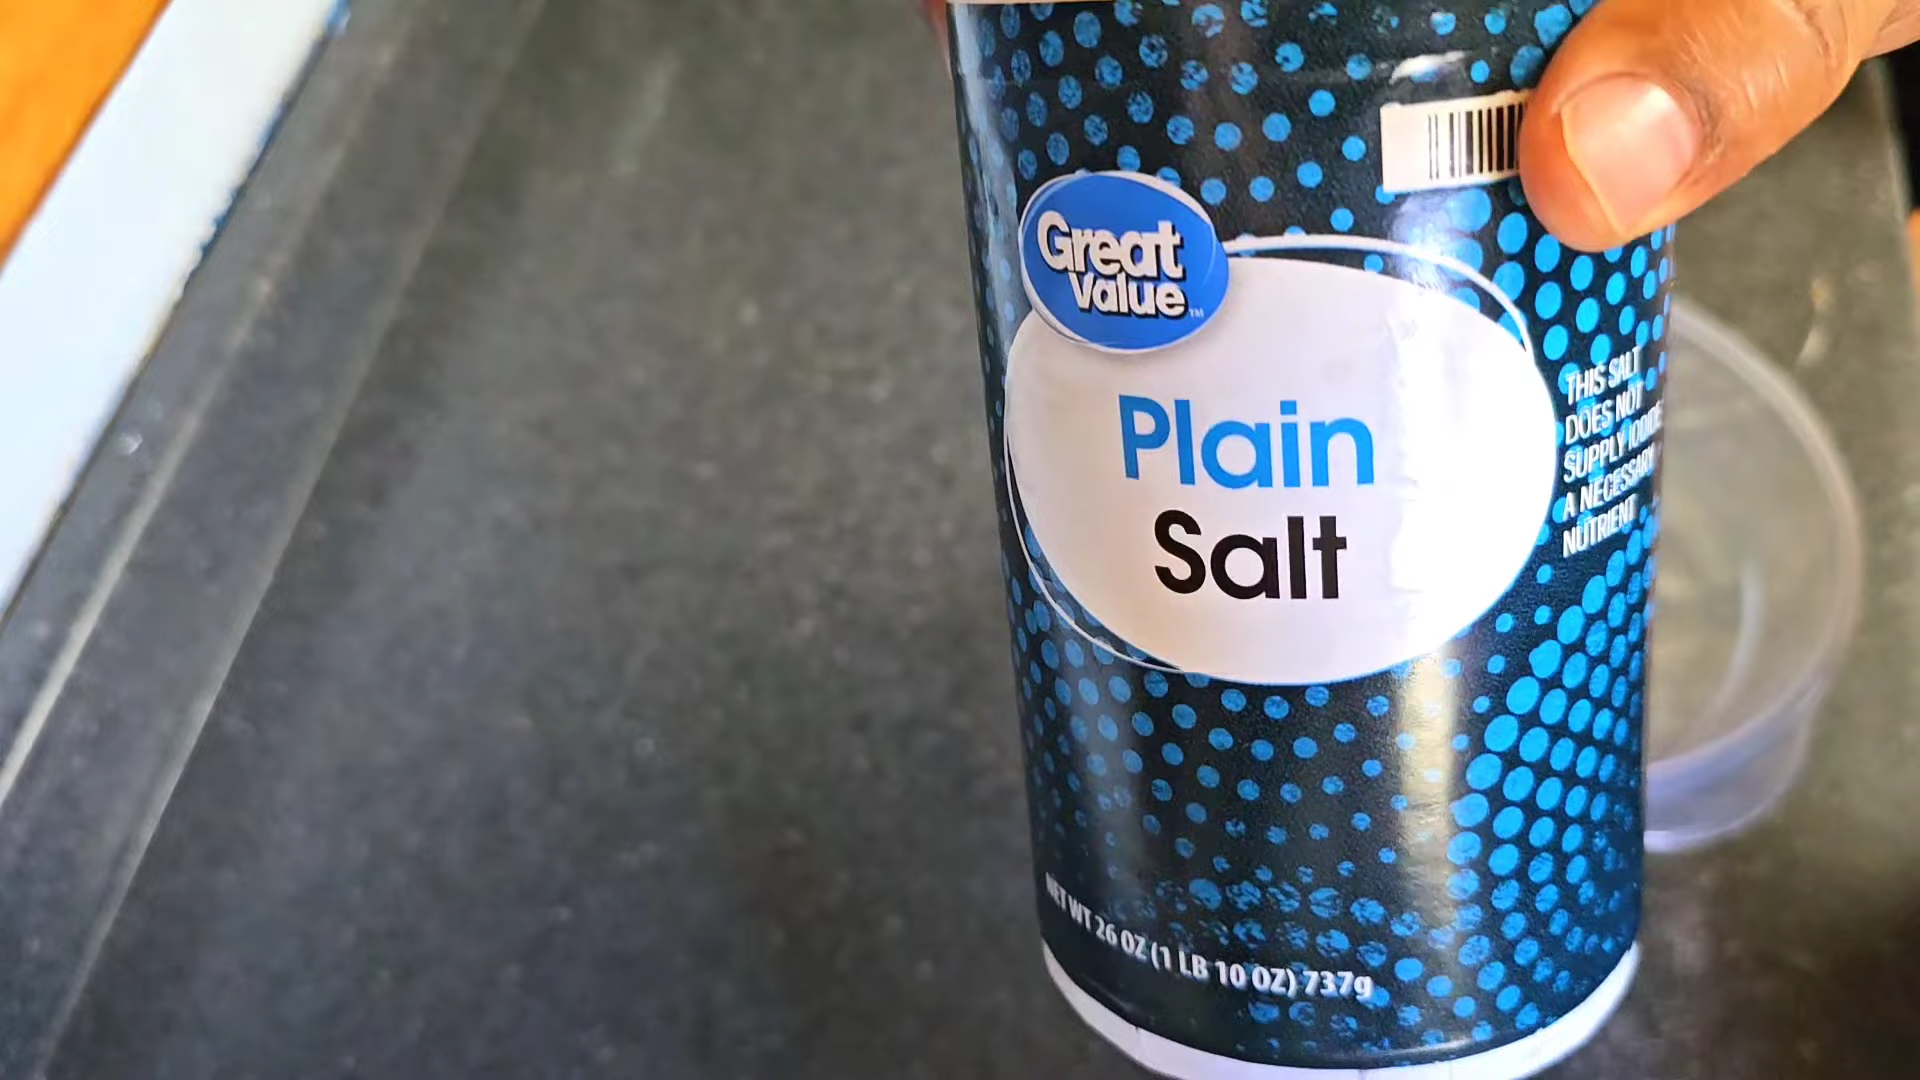 Great
Value™
Plain
Salt
THIS SALT
DOES NOT
SUPPLY IODIDE
A NECESSARY
NUTRIENT
NET WT 26 OZ (1 LB 10 OZ) 737g